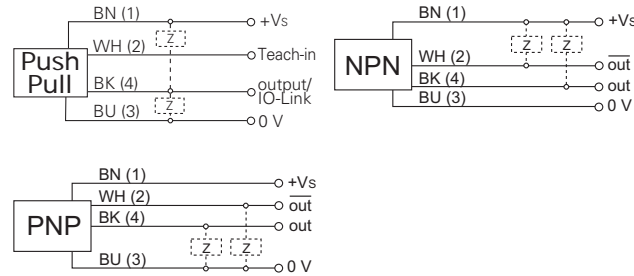 BN (1)
+Vs
Z
WH (2)
Teach-in
Push
Pull
BK (4)
output/
IO-Link
Z
BU (3)
0 V
BN (1)
+Vs
Z
Z
NPN
WH (2)
out
BK (4)
out
BU (3)
0 V
BN (1)
+Vs
WH (2)
out
PNP
BK (4)
out
Z
Z
BU (3)
0 V